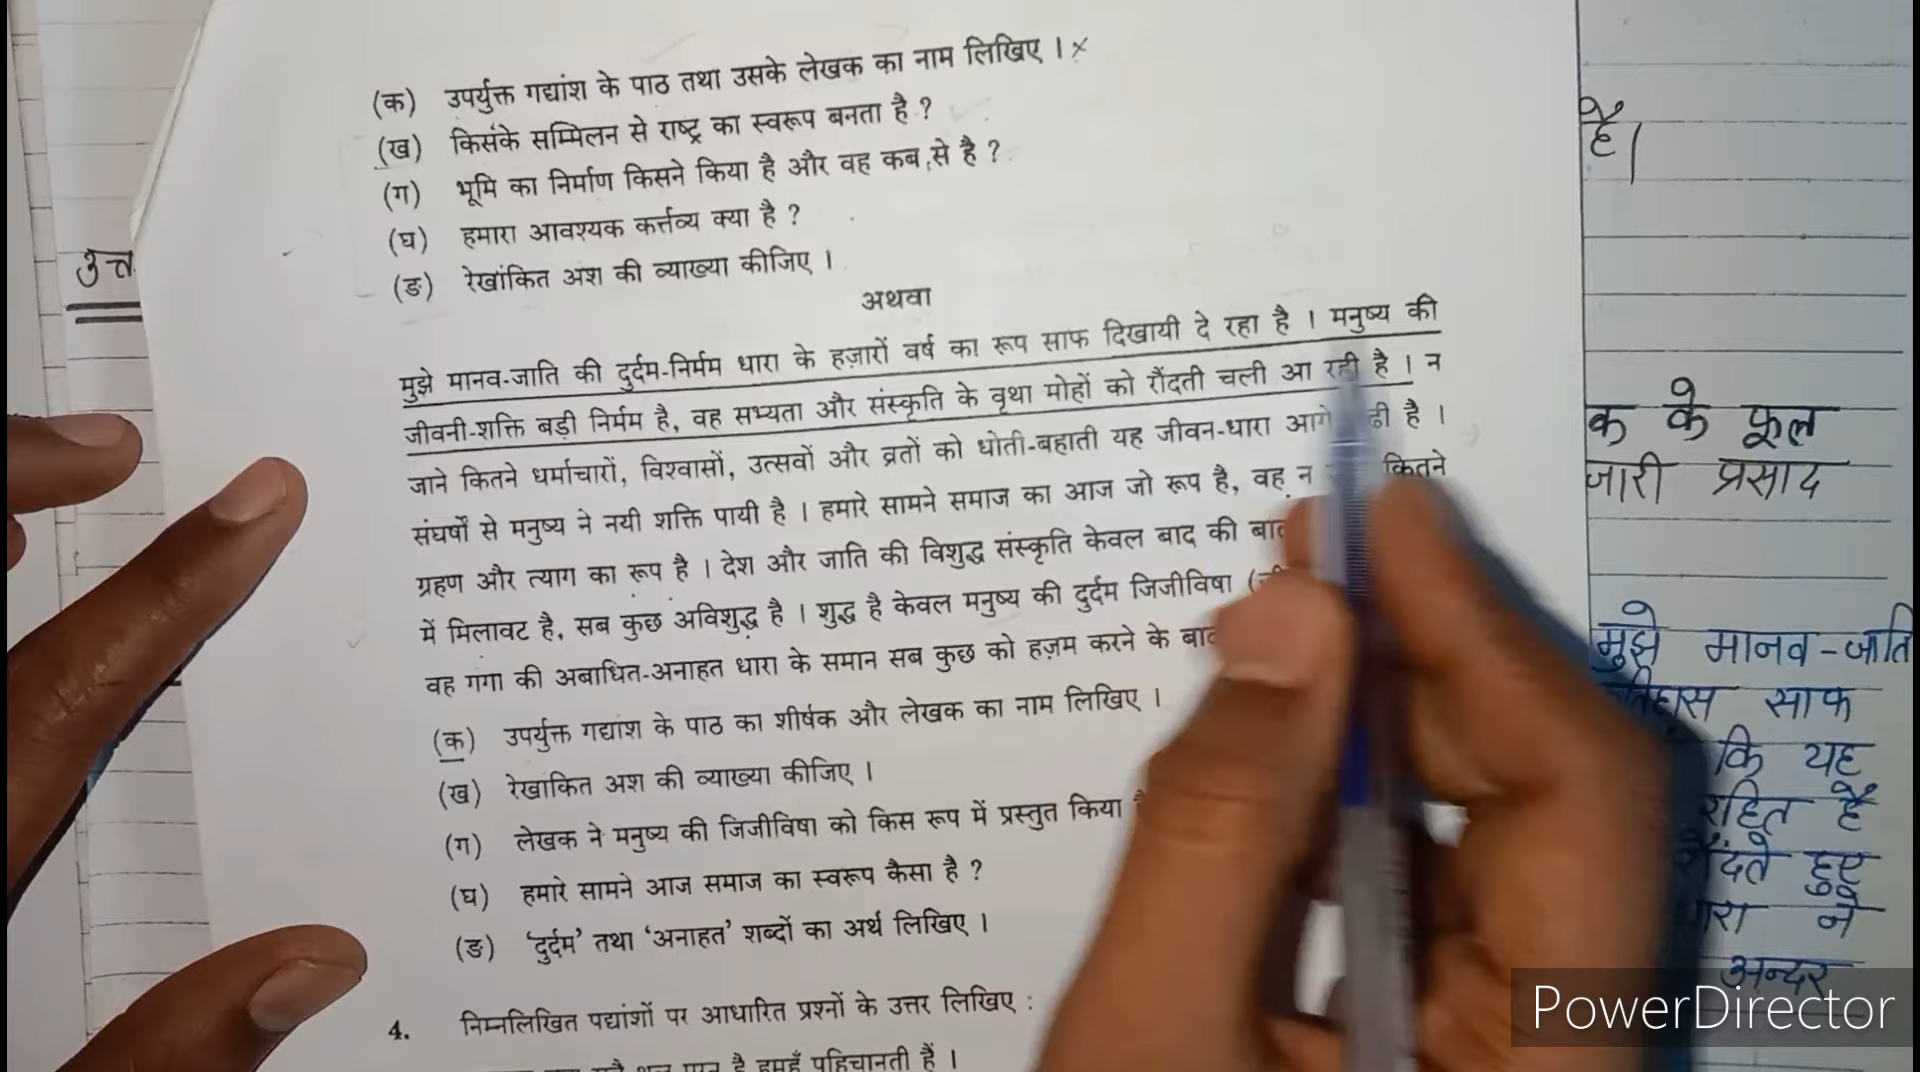 (क) उपर्युक्त गद्यांश के पाठ तथा उसके लेखक का नाम लिखिए ।
(ख) किसके सम्मिलन से राष्ट्र का स्वरूप बनता है ?
(ग) भूमि का निर्माण किसने किया है और वह कब से है ?
(घ) हमारा आवश्यक कर्त्तव्य क्या है ?
(ङ) रेखांकित अंश की व्याख्या कीजिए ।
अथवा
मुझे मानव-जाति की दुर्दम-निर्मम धारा के हज़ारों वर्ष का रूप साफ दिखायी दे रहा है । मनुष्य की
जीवनी-शक्ति बड़ी निर्मम है, वह सभ्यता और संस्कृति के वृथा मोहों को रौंदती चली आ रही है । न
जाने कितने धर्माचारों, विश्वासों, उत्सवों और व्रतों को धोती-बहाती यह जीवन-धारा आगे है ।
संघर्षों से मनुष्य ने नयी शक्ति पायी है । हमारे सामने समाज का आज जो रूप है, वह न कितने
ग्रहण और त्याग का रूप है । देश और जाति की विशुद्ध संस्कृति केवल बाद की
में मिलावट है, सब कुछ अविशुद्ध है । शुद्ध है केवल मनुष्य की दुर्दम जिजीविषा
वह गंगा की अबाधित-अनाहत धारा के समान सब कुछ को हज़म करने के
(क) उपर्युक्त गद्यांश के पाठ का शीर्षक और लेखक का नाम लिखिए ।
(ख) रेखाकित अश की व्याख्या कीजिए ।
(ग) लेखक ने मनुष्य की जिजीविषा को किस रूप में प्रस्तुत किया
(घ) हमारे सामने आज समाज का स्वरूप कैसा है ?
(ङ) 'दुर्दम' तथा 'अनाहत' शब्दों का अर्थ लिखिए ।
4. निम्नलिखित पद्यांशों पर आधारित प्रश्नों के उत्तर लिखिए :
है हमहूँ पहिचानती हैं ।
उत्त
है।
क के फूल
जारी प्रसाद
मुझे मानव-जाति
साफ
कि यह
रहित है
हुए
ने
अन्दर
PowerDirector